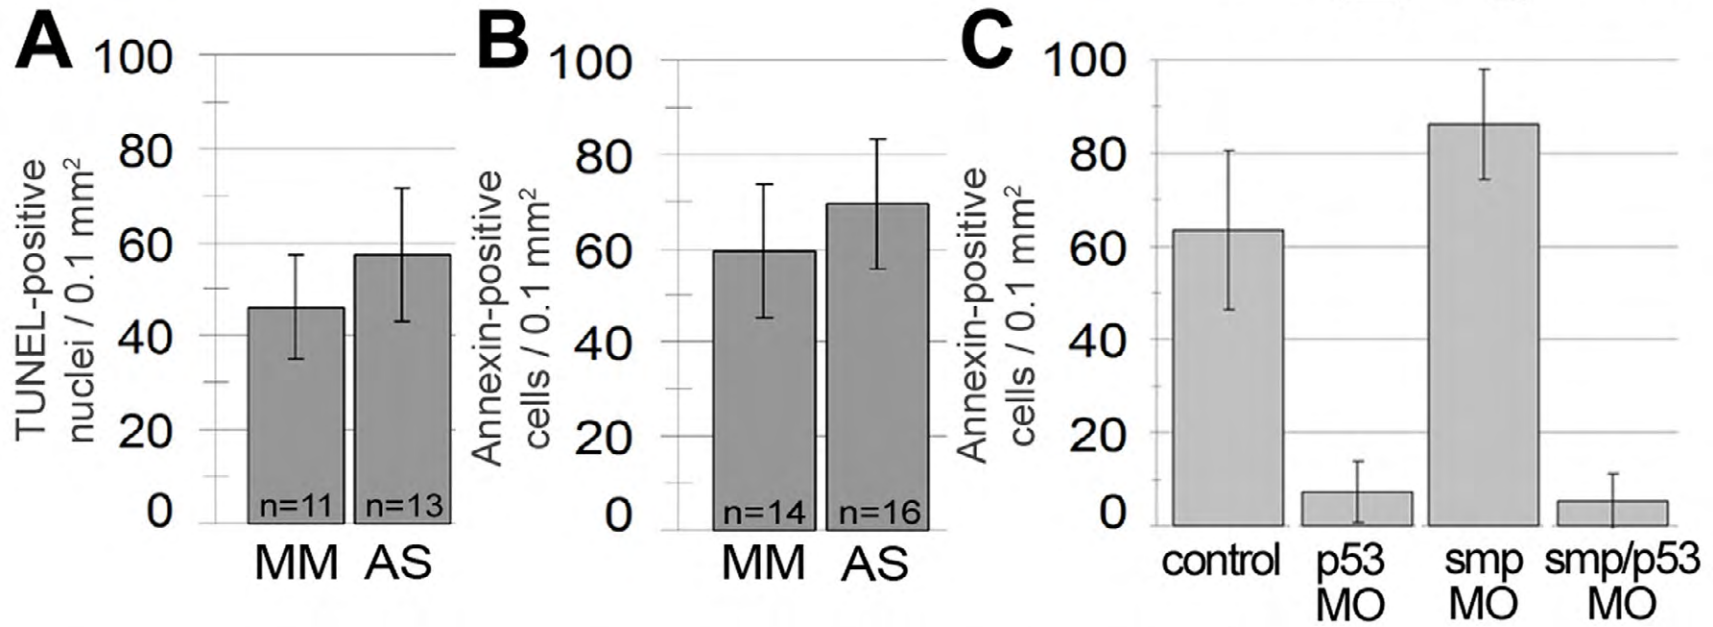 A
TUNEL-positive
nuclei / 0.1 mm²
100
80
60
40
20
0
n=11
n=13
MM
AS
B
Annexin-positive
cells / 0.1 mm²
100
80
60
40
20
0
n=14
n=16
MM
AS
C
Annexin-positive
cells / 0.1 mm²
100
80
60
40
20
0
control
p53
MO
smp
MO
smp/p53
MO